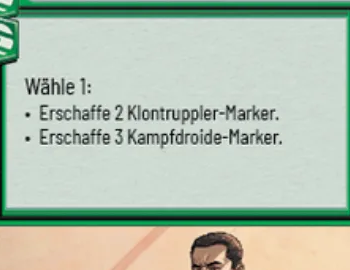 Wähle 1:
• Erschaffe 2 Klontruppler-Marker.
• Erschaffe 3 Kampfdroide-Marker.